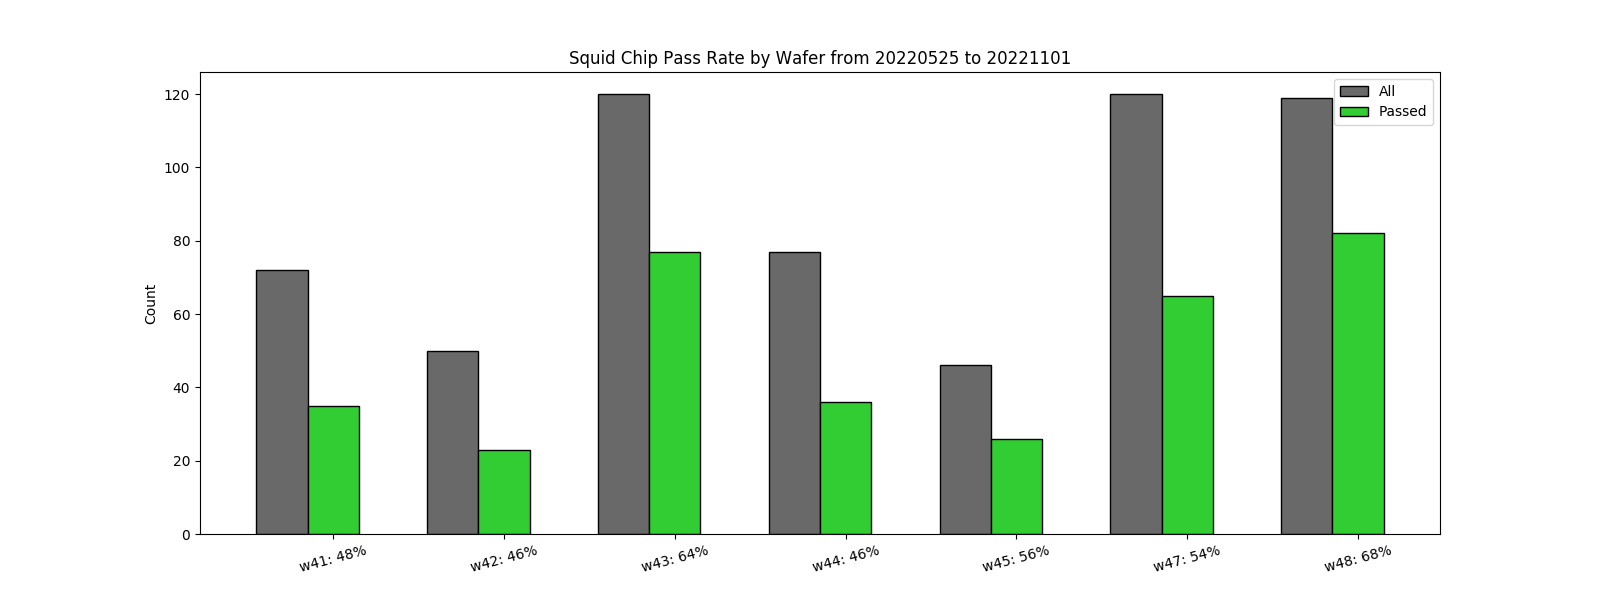 Squid Chip Pass Rate by Wafer from 20220525 to 20221101
All
Passed
Count
120
100
80
60
40
20
0
w41: 48%
w42: 46%
w43: 64%
w44: 46%
w45: 56%
w47: 54%
w48: 68%